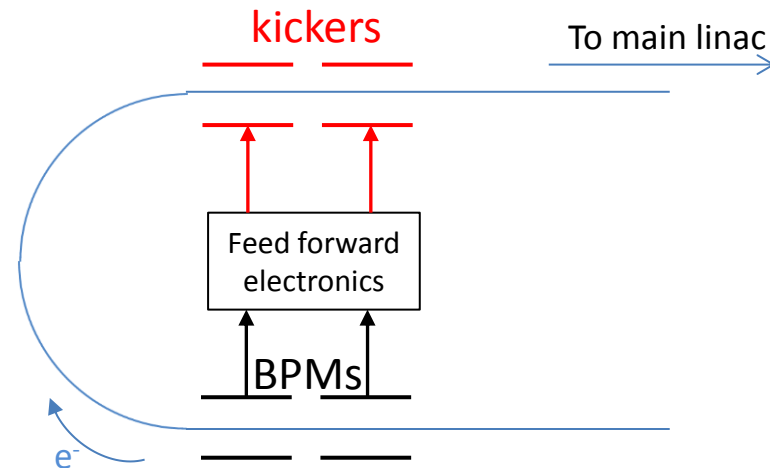 kickers
To main linac
Feed forward
electronics
BPMs
e⁻